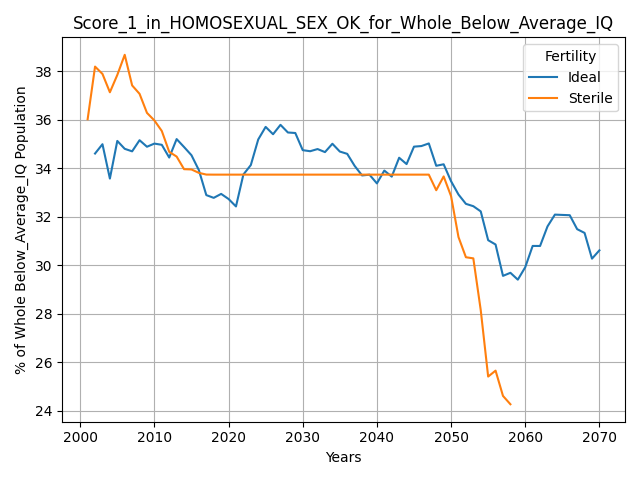 Score_1_in_HOMOSEXUAL_SEX_OK_for_Whole_Below_Average_IQ
Fertility
Ideal
Sterile
% of Whole Below_Average_IQ Population
38
36
34
32
30
28
26
24
2000 2010 2020 2030 2040 2050 2060 2070
Years